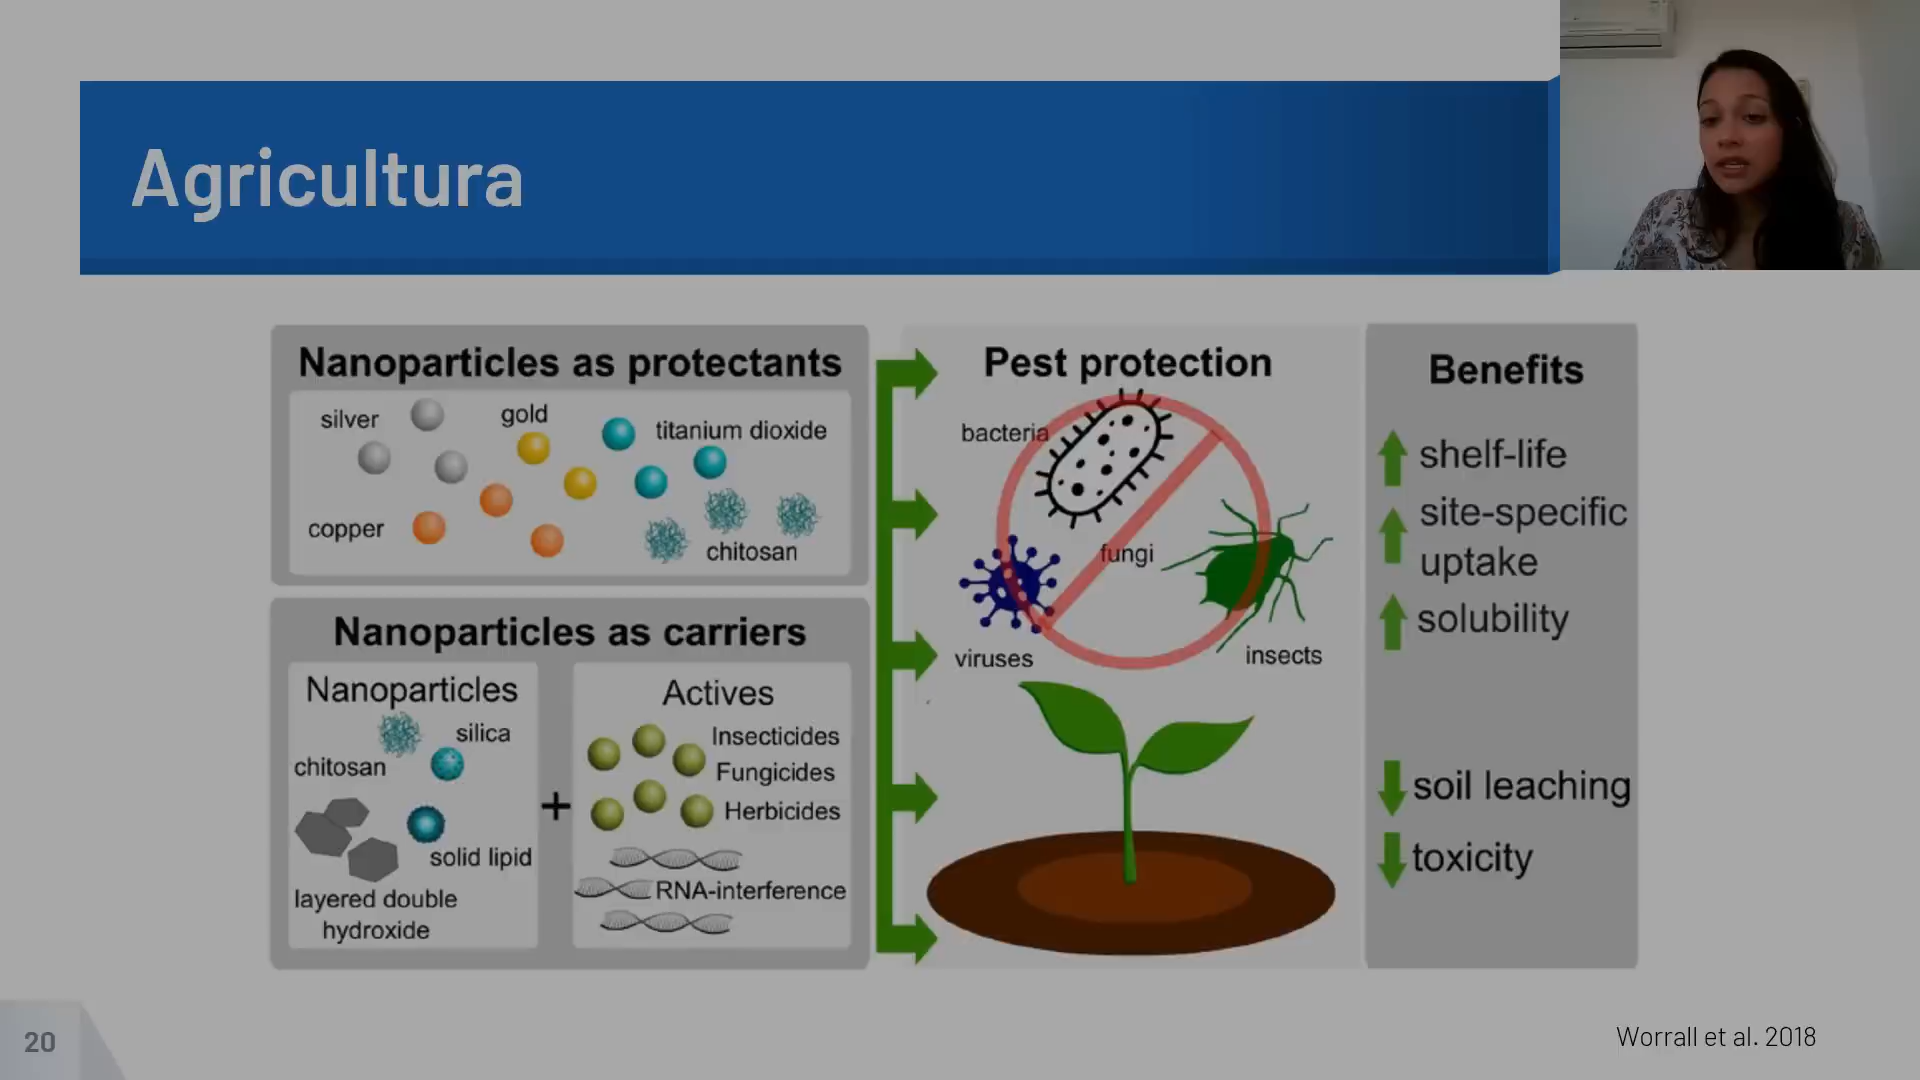 Agricultura
Nanoparticles as protectants
silver
gold
titanium dioxide
copper
chitosan
Nanoparticles as carriers
Nanoparticles
silica
chitosan
solid lipid
layered double
hydroxide
+
Actives
Insecticides
Fungicides
Herbicides
RNA-interference
Pest protection
bacteria
fungi
viruses
insects
Benefits
shelf-life
site-specific
uptake
solubility
soil leaching
toxicity
20
Worrall et al. 2018